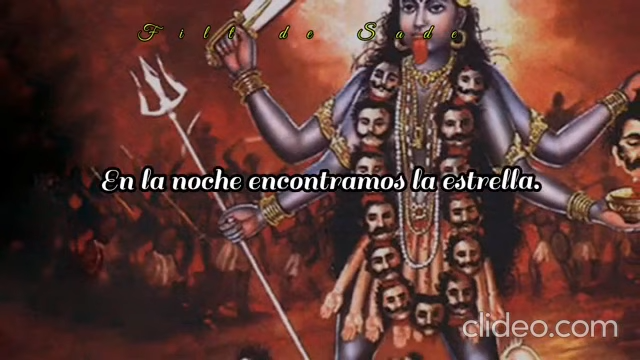 Fill de Sade
En la noche encontramos la estrella.
clideo.com